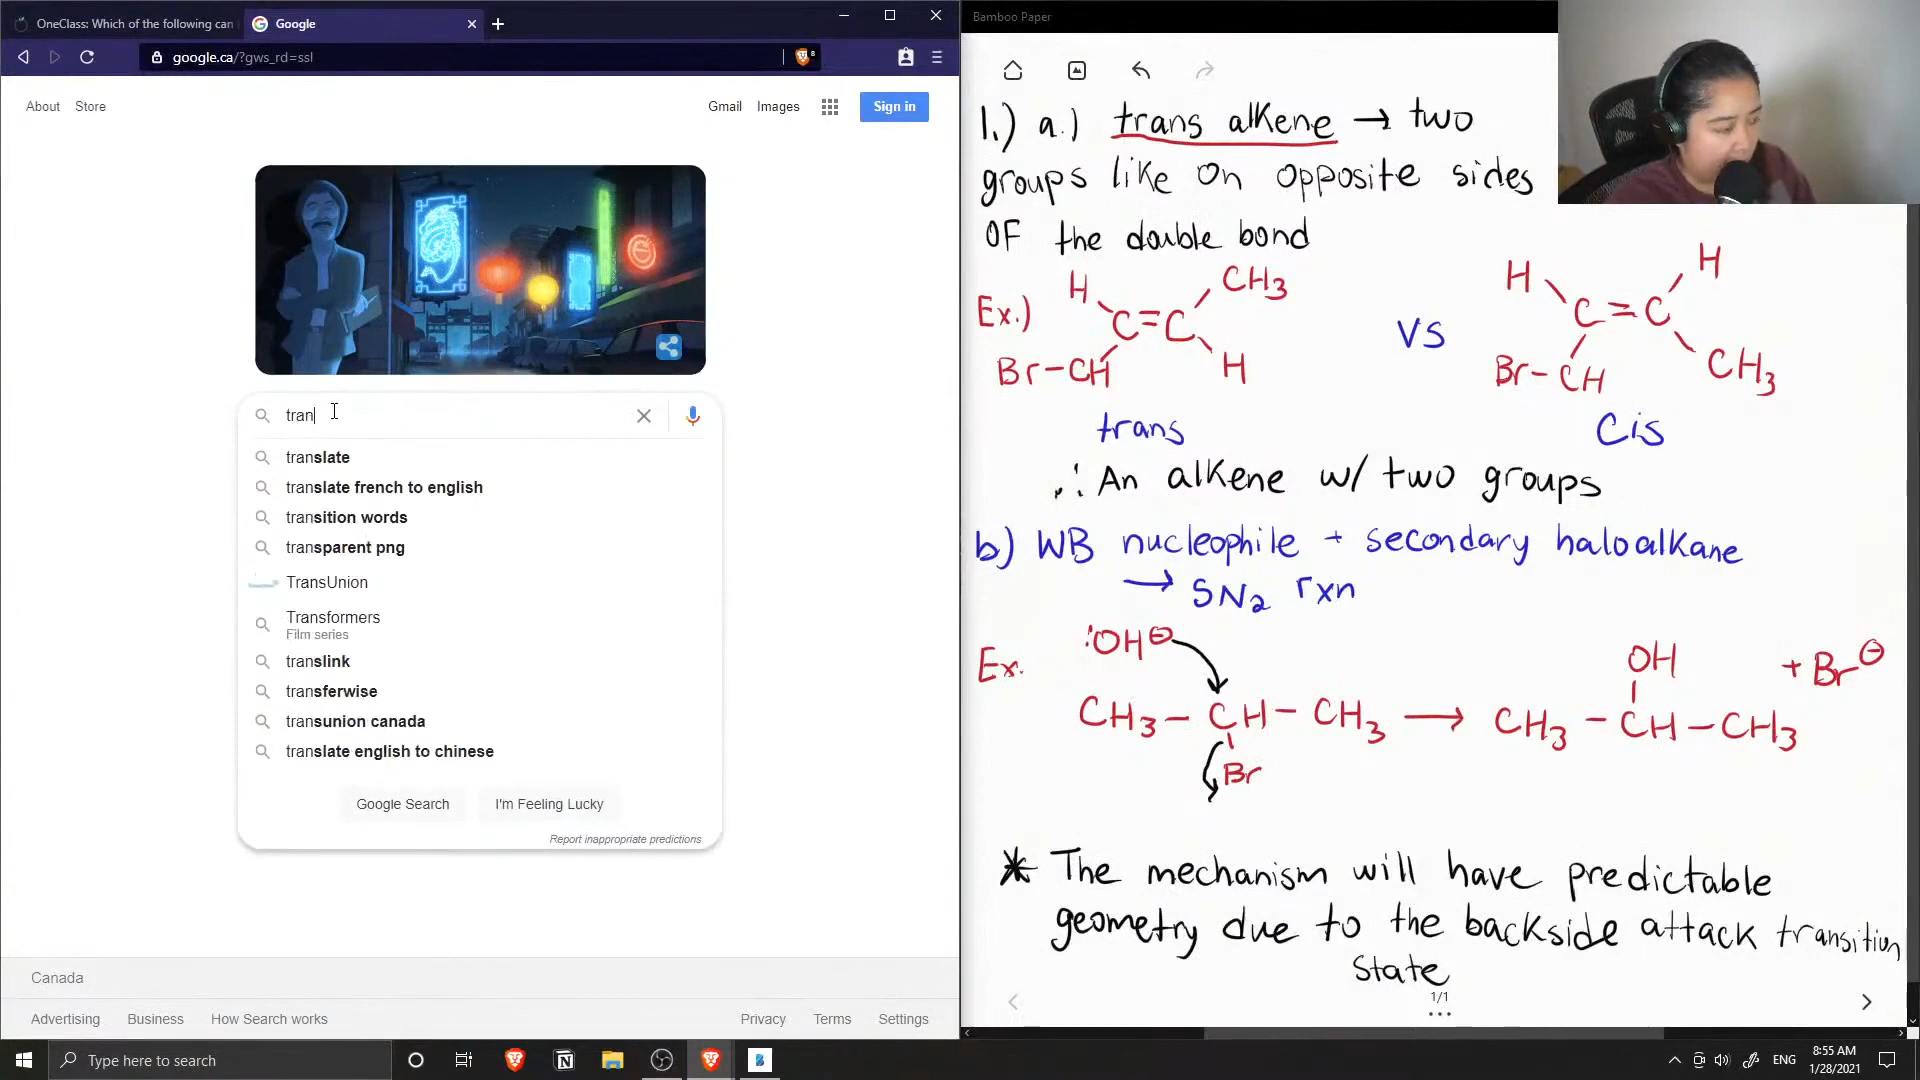 OneClass: Which of the following can
Google
google.ca/?gws_rd=ssl
About Store
Gmail Images
Sign in
tran
translate
translate french to english
transition words
transparent png
TransUnion
Transformers
Film series
translink
transferwise
transunion canada
translate english to chinese
Google Search I'm Feeling Lucky
Report inappropriate predictions
Canada
Advertising Business How Search works
Privacy Terms Settings
Bamboo Paper
1.) a.) trans alkene → two
groups like on opposite sides
OF the double bond
Ex.)
H CH3
C=C
Br-CH H
trans
VS
H H
C=C
Br-CH CH3
Cis
∴ An alkene w/ two groups
b) WB nucleophile + secondary haloalkane
→ SN2 rxn
Ex.
:OH⊖
CH3-CH-CH3 →
Br
OH
CH3-CH-CH3
+ Br⊖
* The mechanism will have predictable
geometry due to the backside attack transition
state
1/1
Type here to search
ENG
8:55 AM
1/28/2021